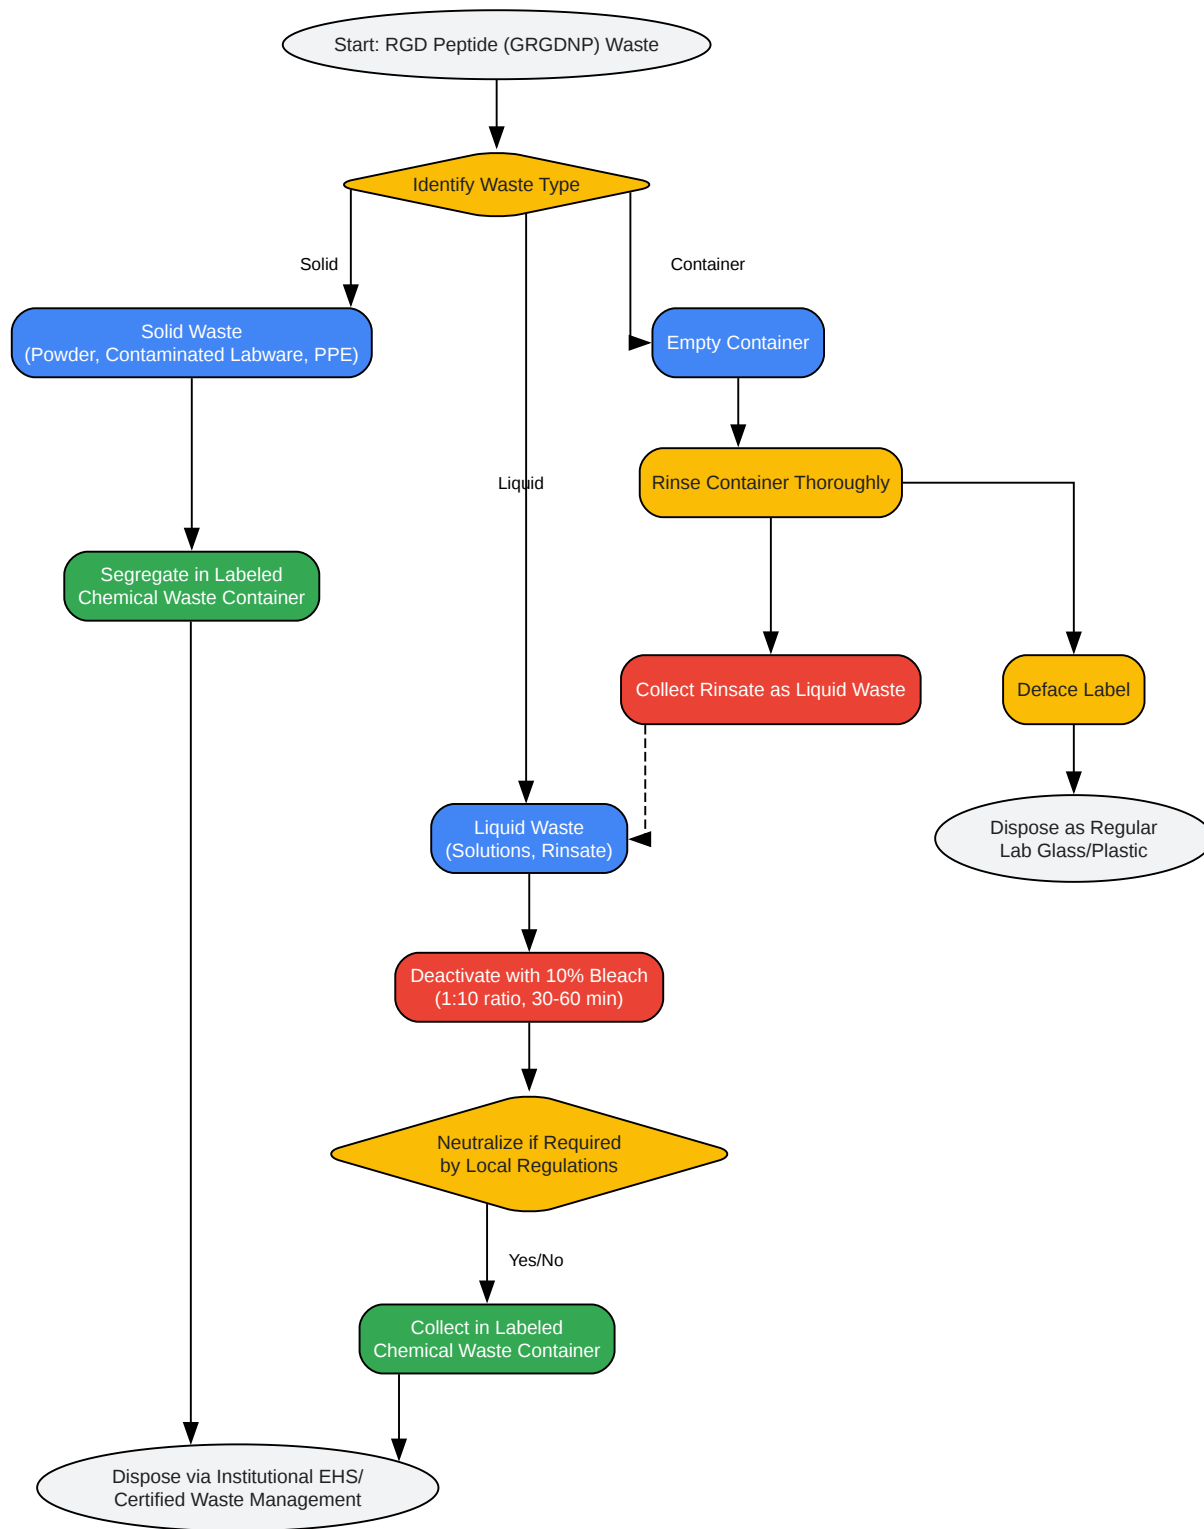 Start: RGD Peptide (GRGDNP) Waste
Identify Waste Type
Solid
Container
Solid Waste
(Powder, Contaminated Labware, PPE)
Empty Container
Liquid
Rinse Container Thoroughly
Segregate in Labeled
Chemical Waste Container
Collect Rinsate as Liquid Waste
Deface Label
Liquid Waste
(Solutions, Rinsate)
Dispose as Regular
Lab Glass/Plastic
Deactivate with 10% Bleach
(1:10 ratio, 30-60 min)
Neutralize if Required
by Local Regulations
Yes/No
Collect in Labeled
Chemical Waste Container
Dispose via Institutional EHS/
Certified Waste Management